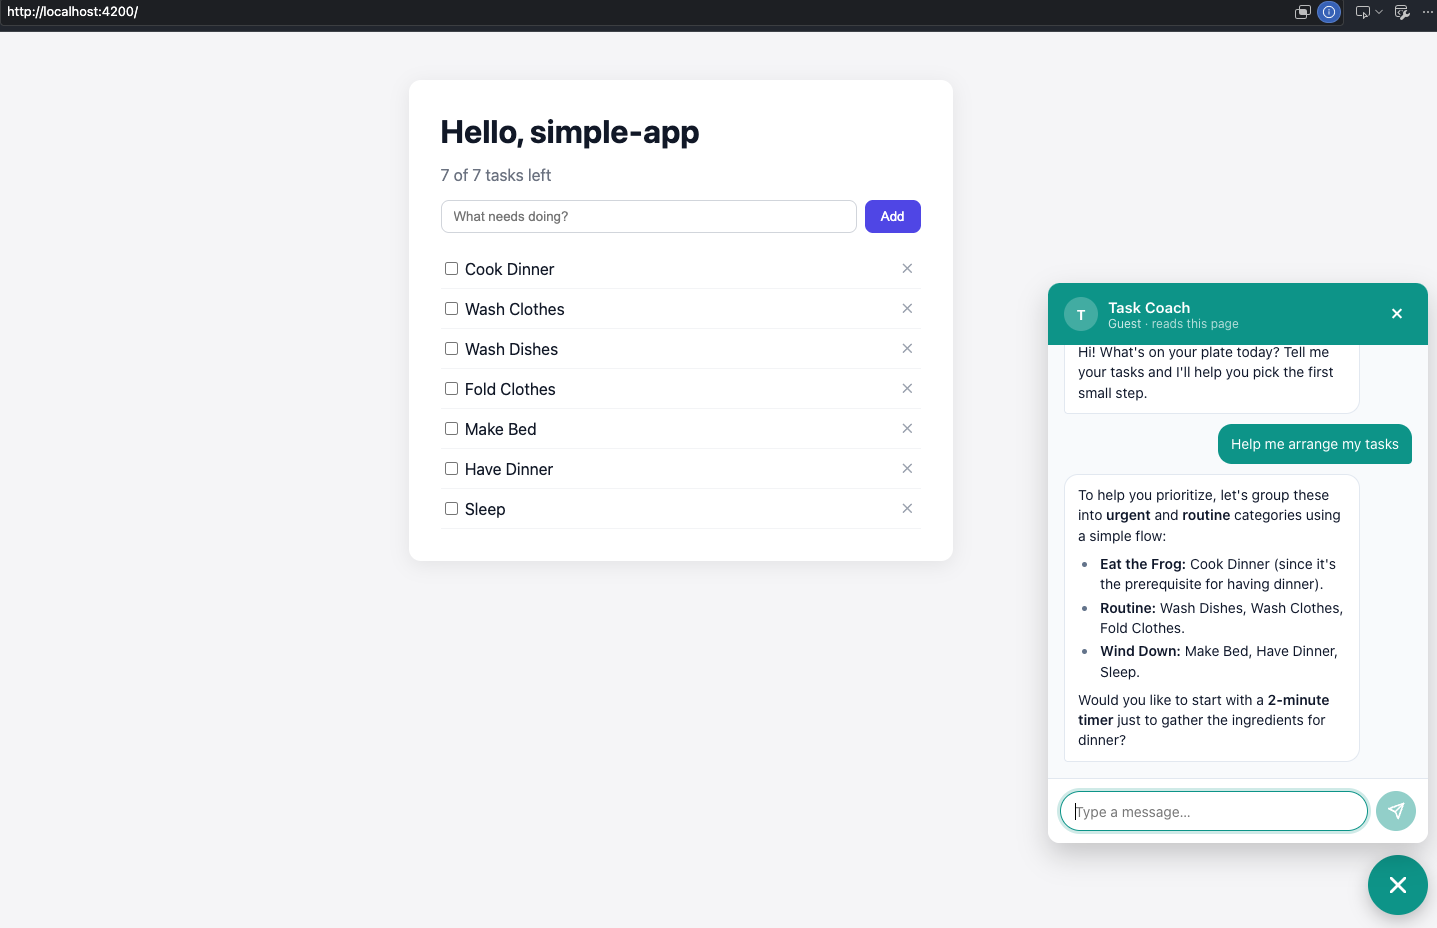 http://localhost:4200/
Hello, simple-app
7 of 7 tasks left
What needs doing?
Add
Cook Dinner
Wash Clothes
Wash Dishes
Fold Clothes
Make Bed
Have Dinner
Sleep
T
Task Coach
Guest · reads this page
Hi! What's on your plate today? Tell me
your tasks and I'll help you pick the first
small step.
Help me arrange my tasks
To help you prioritize, let's group these
into urgent and routine categories using
a simple flow:
• Eat the Frog: Cook Dinner (since it's
the prerequisite for having dinner).
• Routine: Wash Dishes, Wash Clothes,
Fold Clothes.
• Wind Down: Make Bed, Have Dinner,
Sleep.
Would you like to start with a 2-minute
timer just to gather the ingredients for
dinner?
Type a message...